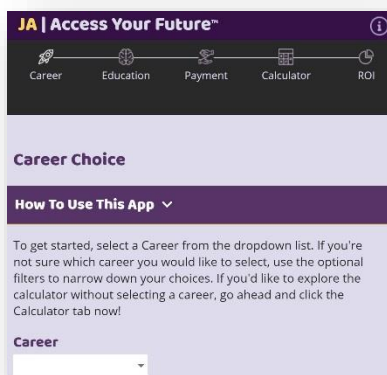 JA | Access Your Future™
Career Education Payment Calculator ROI
Career Choice
How To Use This App
To get started, select a Career from the dropdown list. If you're
not sure which career you would like to select, use the optional
filters to narrow down your choices. If you'd like to explore the
calculator without selecting a career, go ahead and click the
Calculator tab now!
Career